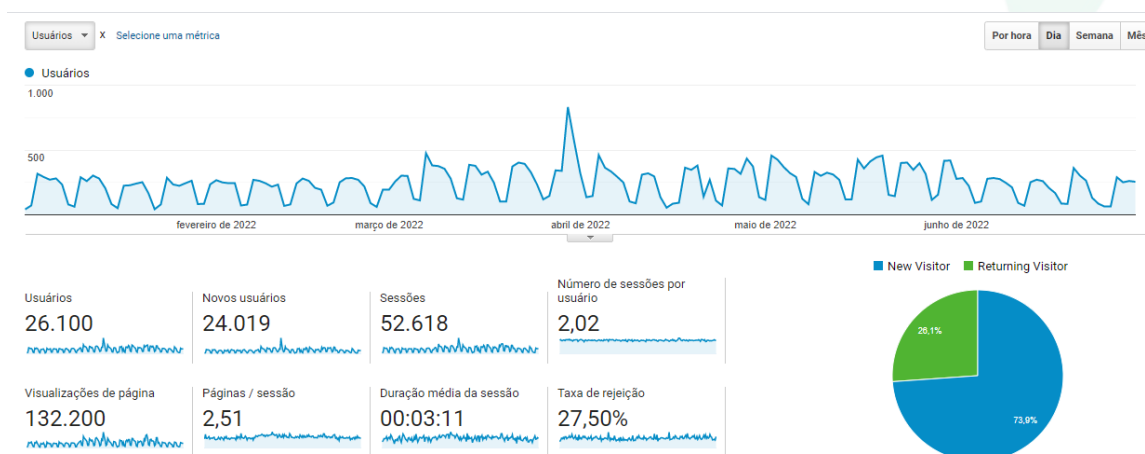 Usuários x Selecione uma métrica
Por hora Dia Semana Mês
Usuários
1.000
500
fevereiro de 2022 março de 2022 abril de 2022 maio de 2022 junho de 2022
New Visitor Returning Visitor
Usuários
26.100
Novos usuários
24.019
Sessões
52.618
Número de sessões por
usuário
2,02
Visualizações de página
132.200
Páginas / sessão
2,51
Duração média da sessão
00:03:11
Taxa de rejeição
27,50%
26,1%
73,9%